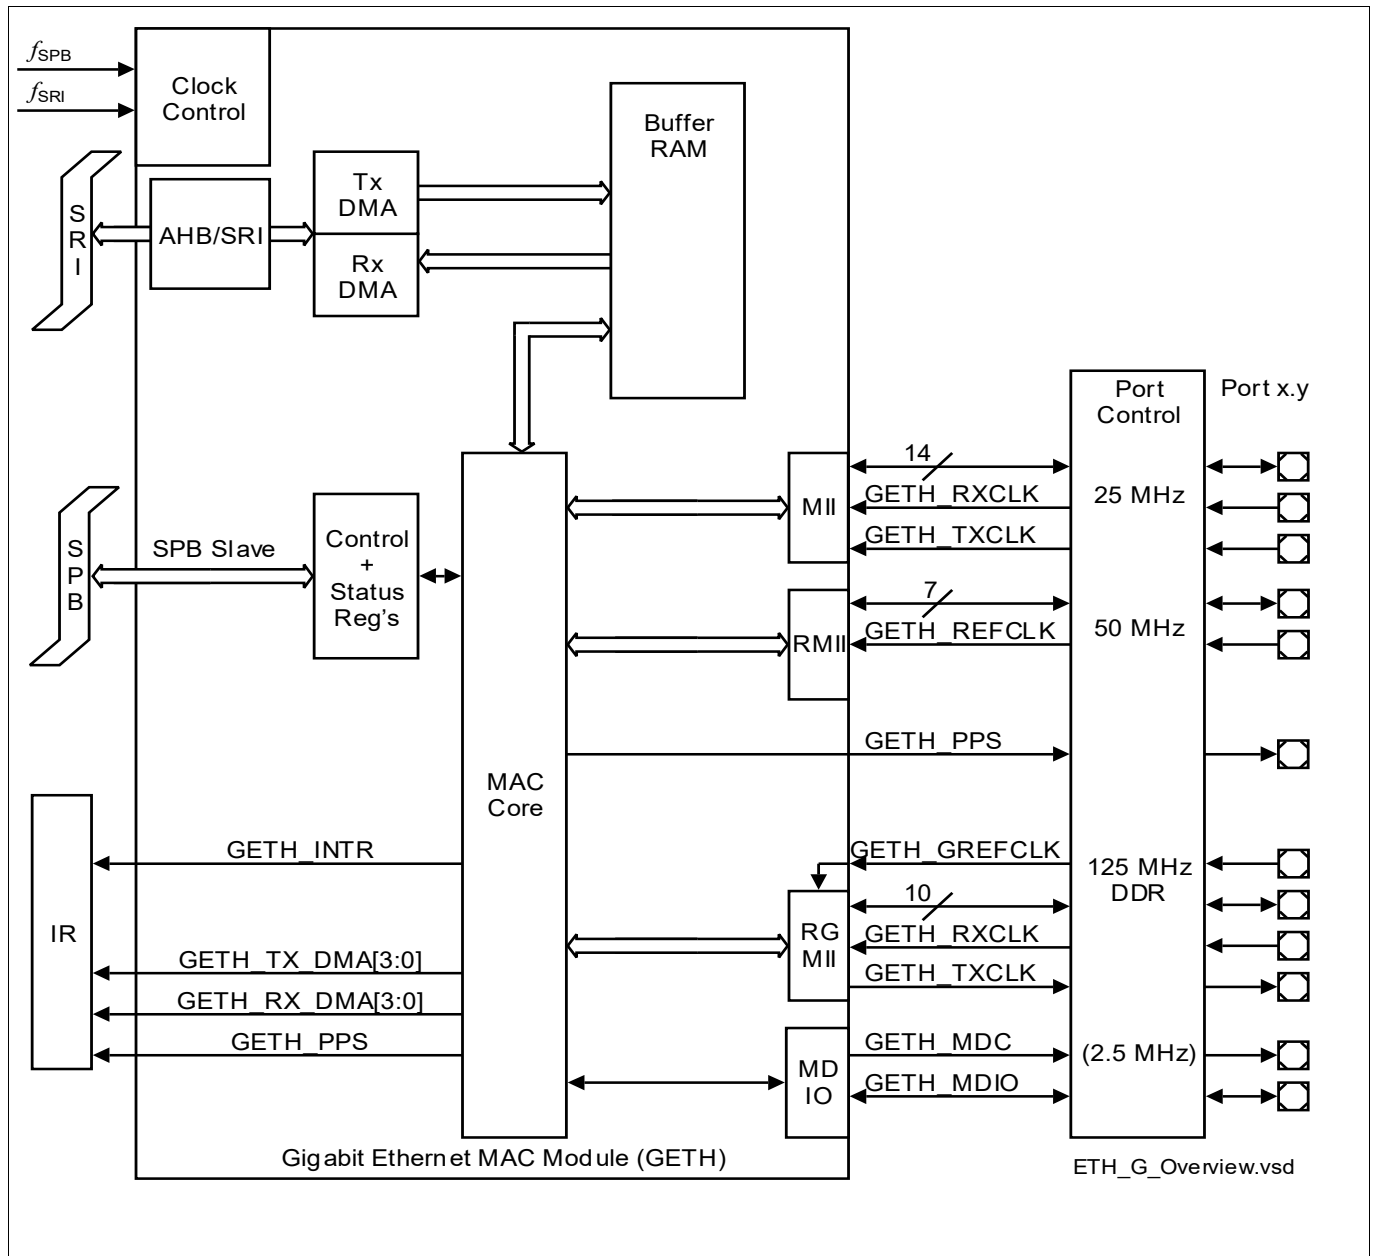 fSPB
fSRI
Clock
Control
Buffer
RAM
Tx
DMA
S
R
I
AHB/SRI
Rx
DMA
Port
Control
Port x.y
14
GETH_RXCLK
MII
25 MHz
GETH_TXCLK
S
P
B
SPB Slave
Control
+
Status
Reg's
7
GETH_REFCLK
RMII
50 MHz
GETH_PPS
MAC
Core
GETH_INTR
GETH_GREFCLK
125 MHz
DDR
10
IR
RG
MII
GETH_RXCLK
GETH_TX_DMA[3:0]
GETH_TXCLK
GETH_RX_DMA[3:0]
GETH_PPS
GETH_MDC
(2.5 MHz)
MD
IO
GETH_MDIO
Gigabit Ethernet MAC Module (GETH)
ETH_G_Overview.vsd